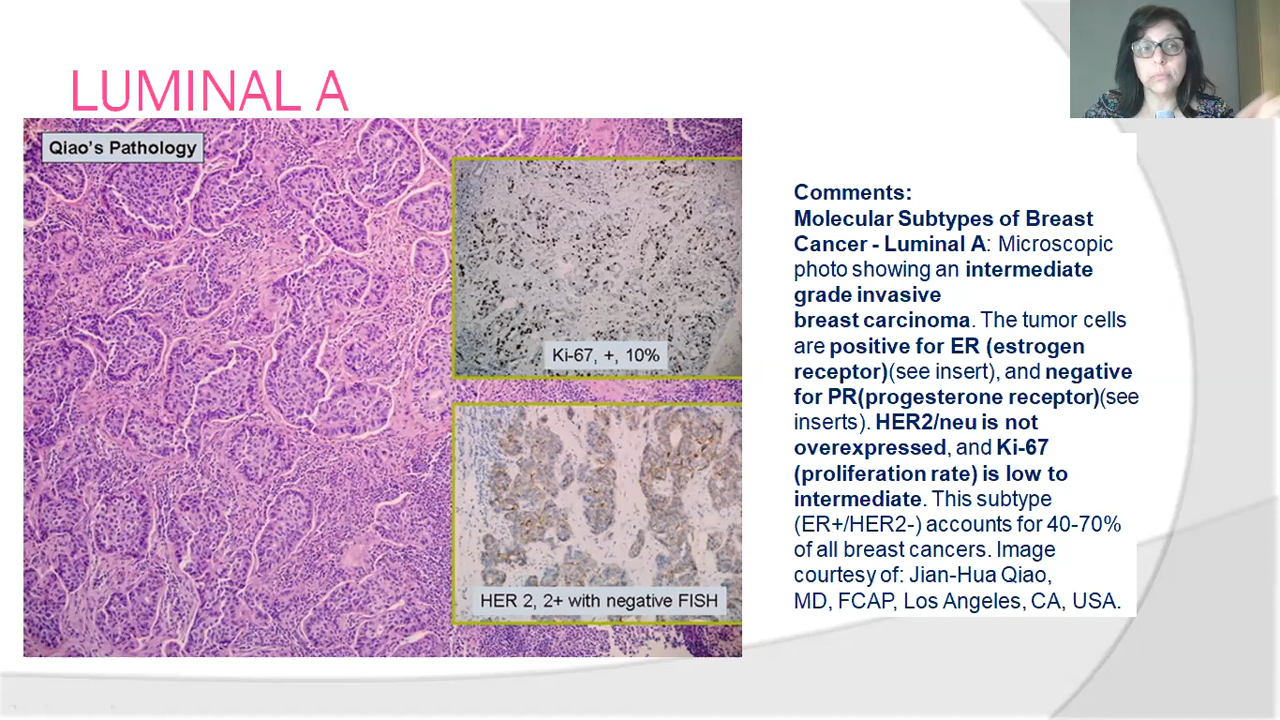 LUMINAL A
Qiao's Pathology
Ki-67, +, 10%
HER 2, 2+ with negative FISH
Comments:
Molecular Subtypes of Breast
Cancer - Luminal A: Microscopic
photo showing an intermediate
grade invasive
breast carcinoma. The tumor cells
are positive for ER (estrogen
receptor)(see insert), and negative
for PR(progesterone receptor)(see
inserts). HER2/neu is not
overexpressed, and Ki-67
(proliferation rate) is low to
intermediate. This subtype
(ER+/HER2-) accounts for 40-70%
of all breast cancers. Image
courtesy of: Jian-Hua Qiao,
MD, FCAP, Los Angeles, CA, USA.